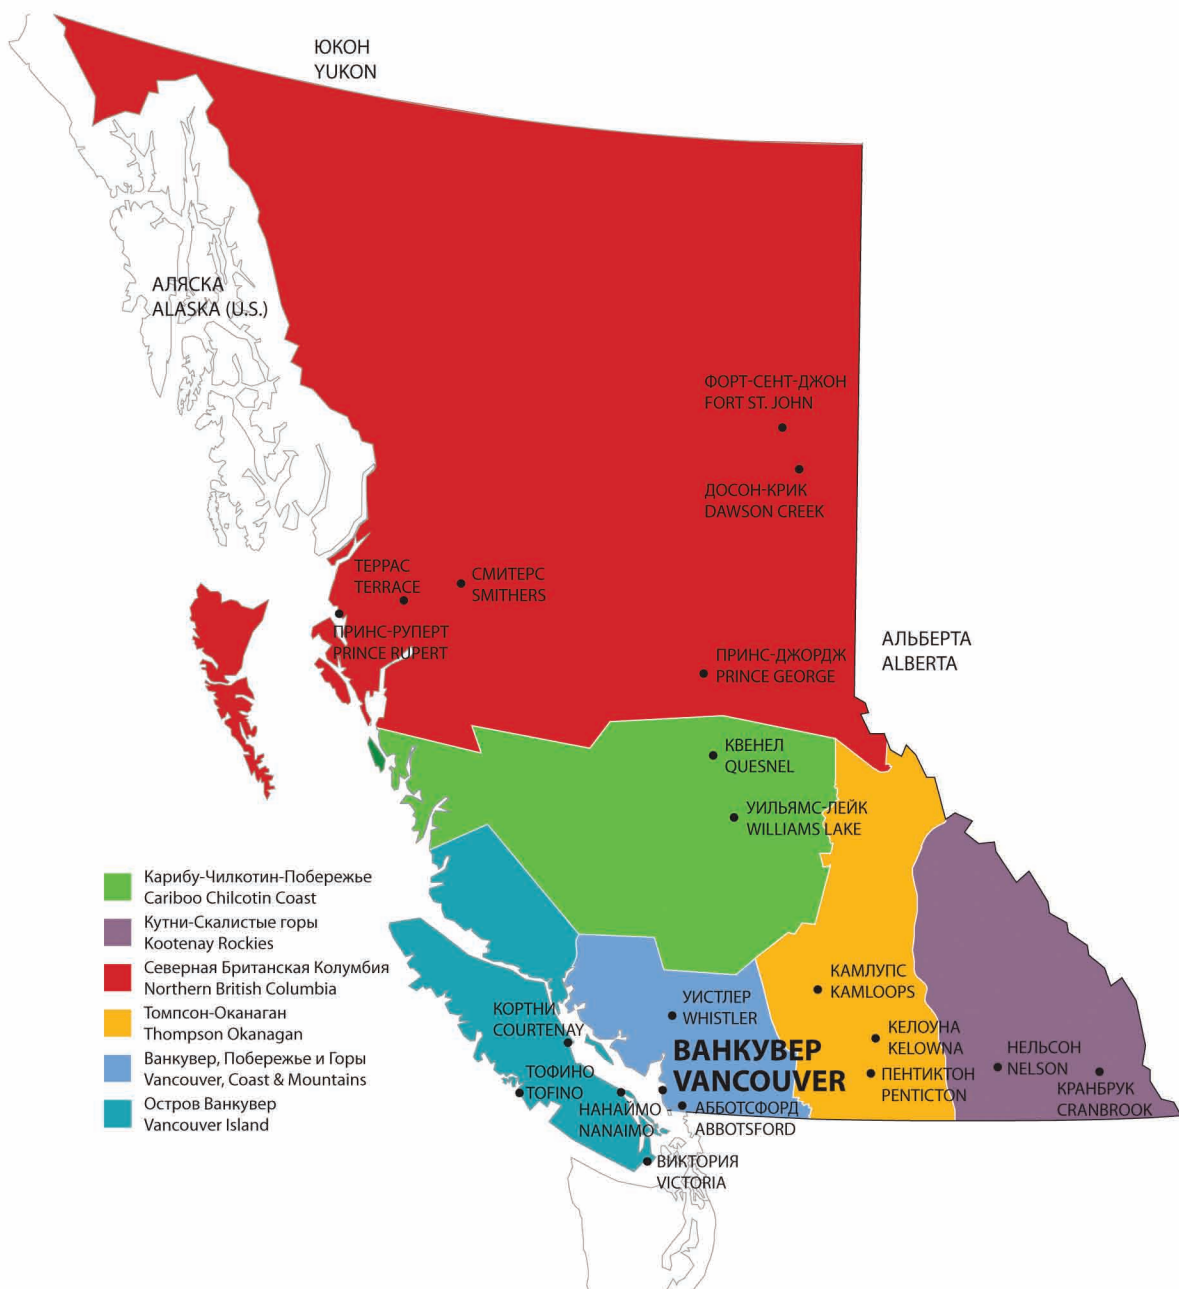 ЮКОН
YUKON
АЛЯСКА
ALASKA (U.S.)
ФОРТ-СЕНТ-ДЖОН
FORT ST. JOHN
ДОСОН-КРИК
DAWSON CREEK
ТЕРРАС
TERRACE
СМИТЕРС
SMITHERS
ПРИНС-РУПЕРТ
PRINCE RUPERT
ПРИНС-ДЖОРДЖ
PRINCE GEORGE
АЛЬБЕРТА
ALBERTA
КВЕНЕЛ
QUESNEL
УИЛЬЯМС-ЛЕЙК
WILLIAMS LAKE
Карибу-Чилкотин-Побережье
Cariboo Chilcotin Coast
Кутни-Скалистые горы
Kootenay Rockies
Северная Британская Колумбия
Northern British Columbia
Томпсон-Оканаган
Thompson Okanagan
Ванкувер, Побережье и Горы
Vancouver, Coast & Mountains
Остров Ванкувер
Vancouver Island
КАМЛУПС
KAMLOOPS
УИСТЛЕР
WHISTLER
КОРТНИ
COURTENAY
КЕЛОУНА
KELOWNA
ВАНКУВЕР
VANCOUVER
НЕЛЬСОН
NELSON
ТОФИНО
TOFINO
ПЕНТИКТОН
PENTICTON
КРАНБРУК
CRANBROOK
НАНАЙМО
NANAIMO
АББОТСФОРД
ABBOTSFORD
ВИКТОРИЯ
VICTORIA